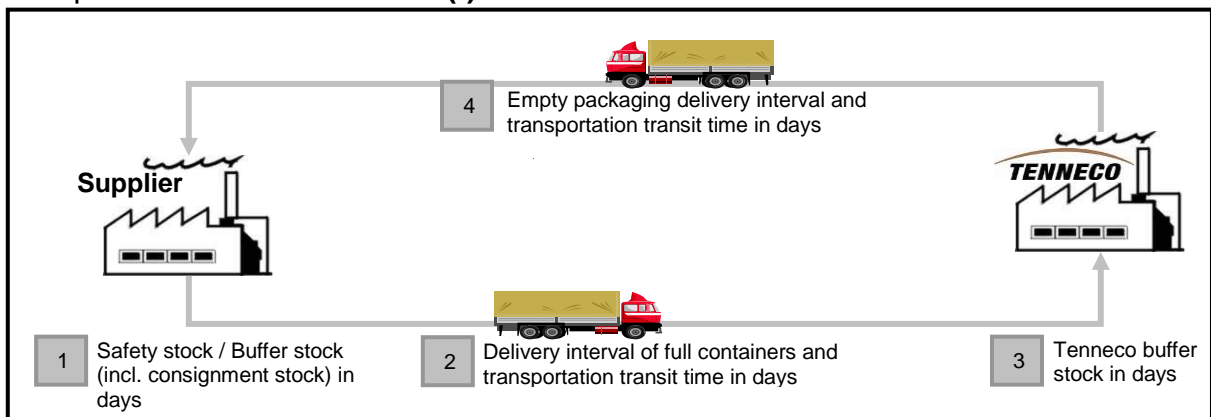 4
Empty packaging delivery interval and
transportation transit time in days
Supplier
TENNECO
1
Safety stock / Buffer stock
(incl. consignment stock) in
days
2
Delivery interval of full containers and
transportation transit time in days
3
Tenneco buffer
stock in days